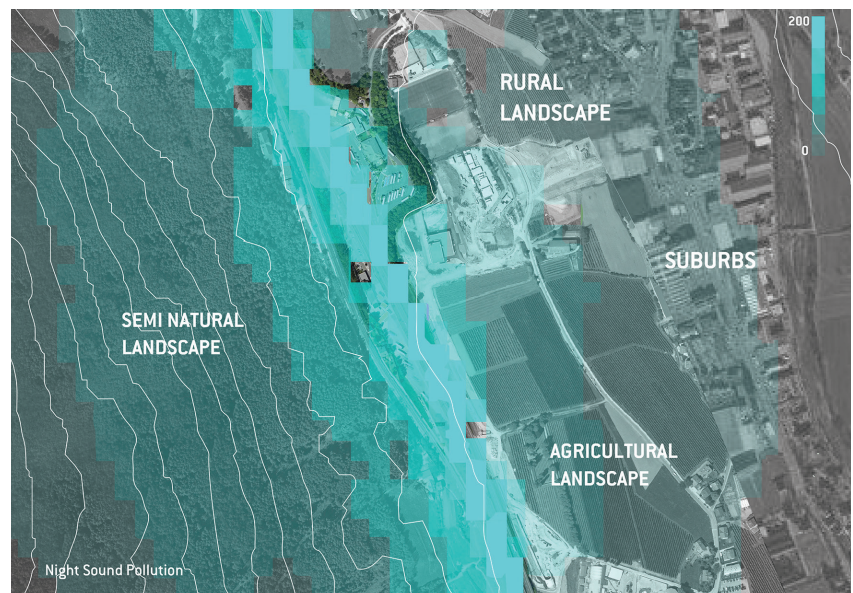 200
RURAL
LANDSCAPE
0
SUBURBS
SEMI NATURAL
LANDSCAPE
AGRICULTURAL
LANDSCAPE
Night Sound Pollution